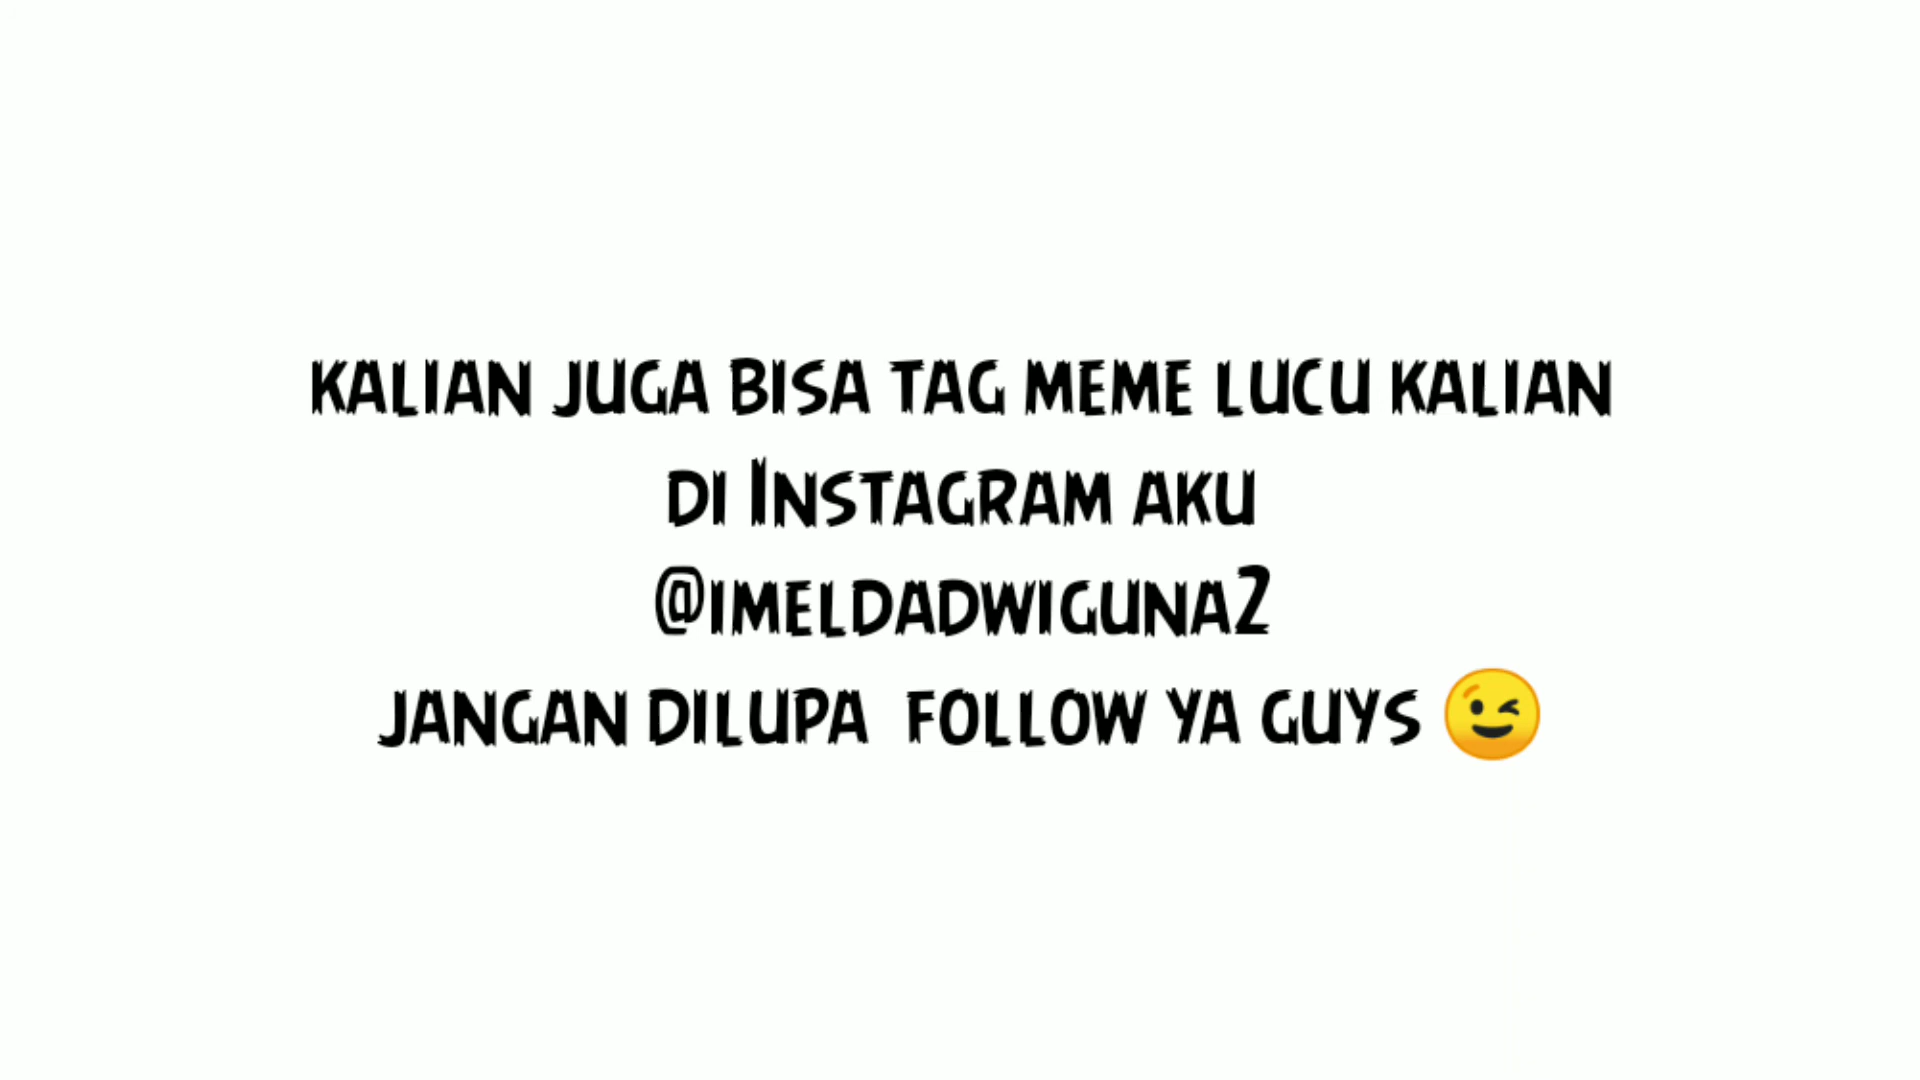 kalian juga bisa tag meme lucu kalian
di Instagram aku
@imeldadwiguna2
jangan dilupa  follow ya guys 😉